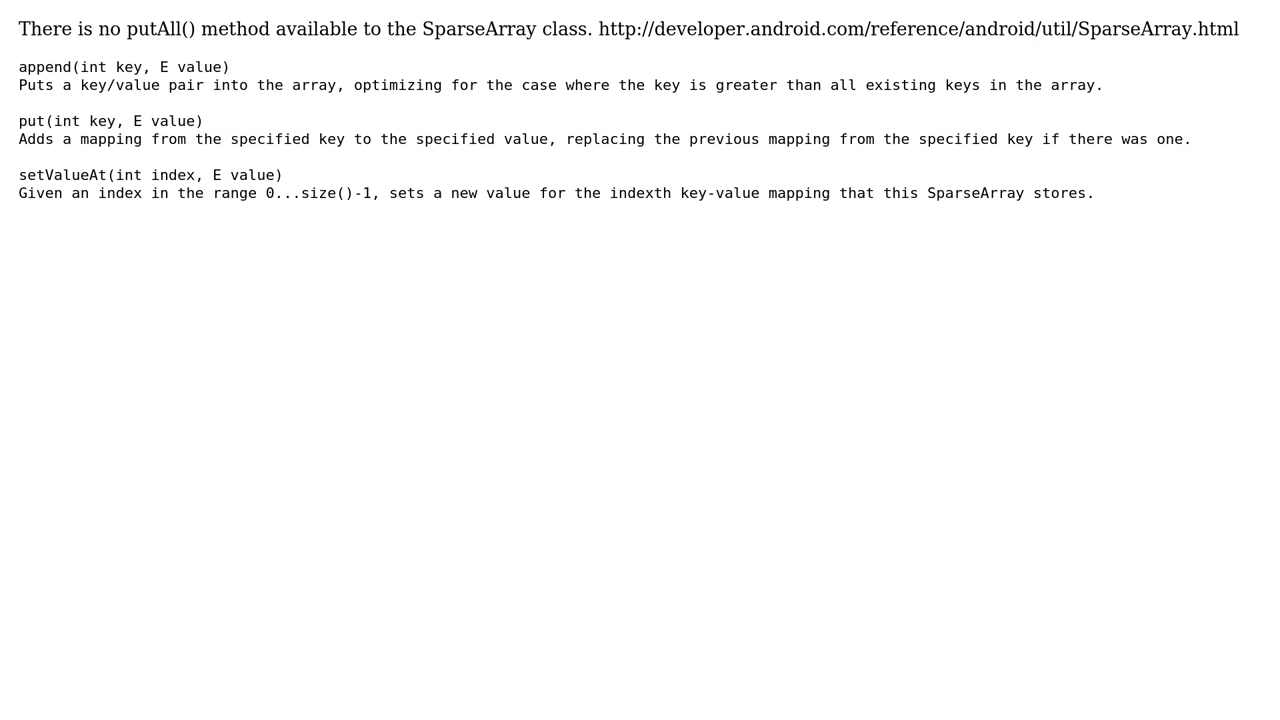 There is no putAll() method available to the SparseArray class. http://developer.android.com/reference/android/util/SparseArray.html
append(int key, E value)
Puts a key/value pair into the array, optimizing for the case where the key is greater than all existing keys in the array.
put(int key, E value)
Adds a mapping from the specified key to the specified value, replacing the previous mapping from the specified key if there was one.
setValueAt(int index, E value)
Given an index in the range 0...size()-1, sets a new value for the indexth key-value mapping that this SparseArray stores.